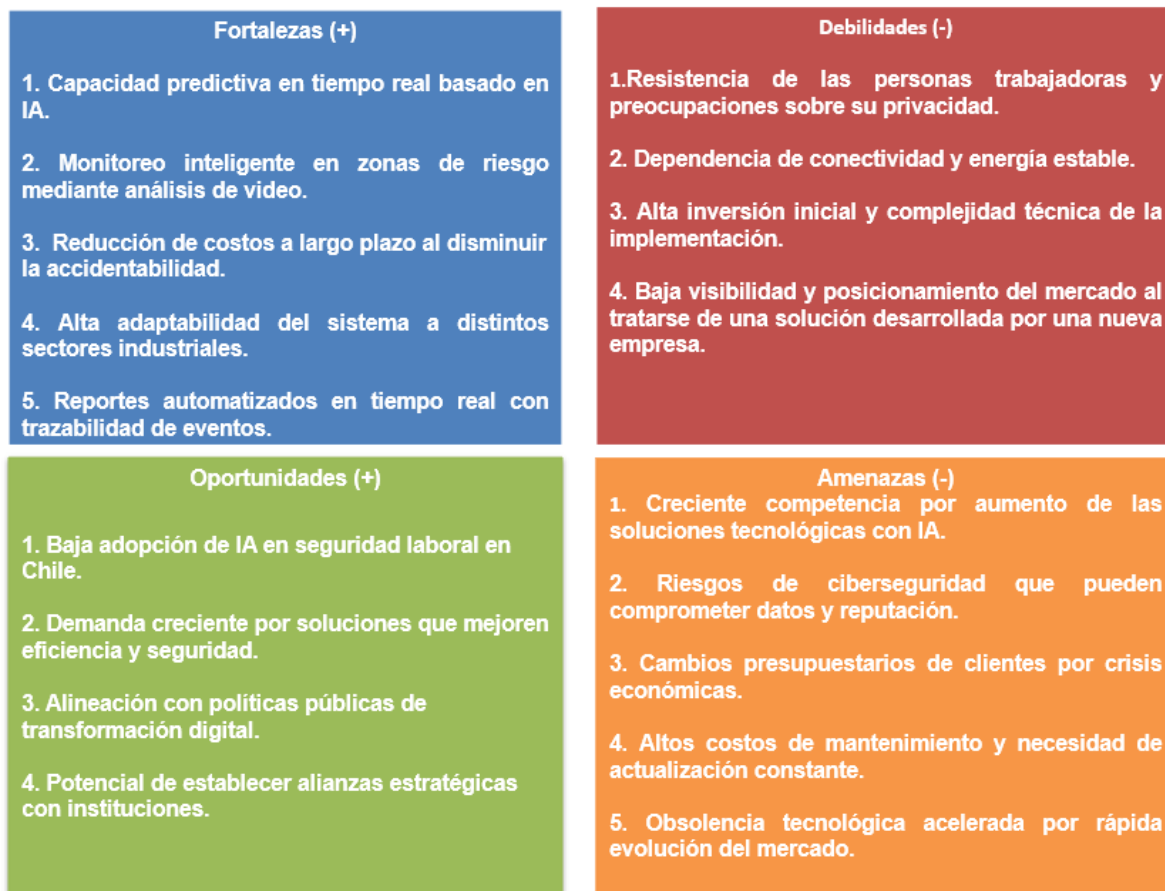 Fortalezas (+)
1. Capacidad predictiva en tiempo real basado en
IA.
2. Monitoreo inteligente en zonas de riesgo
mediante análisis de video.
3. Reducción de costos a largo plazo al disminuir
la accidentabilidad.
4. Alta adaptabilidad del sistema a distintos
sectores industriales.
5. Reportes automatizados en tiempo real con
trazabilidad de eventos.
Debilidades (-)
1.Resistencia de las personas trabajadoras y
preocupaciones sobre su privacidad.
2. Dependencia de conectividad y energía estable.
3. Alta inversión inicial y complejidad técnica de la
implementación.
4. Baja visibilidad y posicionamiento del mercado al
tratarse de una solución desarrollada por una nueva
empresa.
Oportunidades (+)
1. Baja adopción de IA en seguridad laboral en
Chile.
2. Demanda creciente por soluciones que mejoren
eficiencia y seguridad.
3. Alineación con políticas públicas de
transformación digital.
4. Potencial de establecer alianzas estratégicas
con instituciones.
Amenazas (-)
1. Creciente competencia por aumento de las
soluciones tecnológicas con IA.
2. Riesgos de ciberseguridad que pueden
comprometer datos y reputación.
3. Cambios presupuestarios de clientes por crisis
económicas.
4. Altos costos de mantenimiento y necesidad de
actualización constante.
5. Obsolencia tecnológica acelerada por rápida
evolución del mercado.